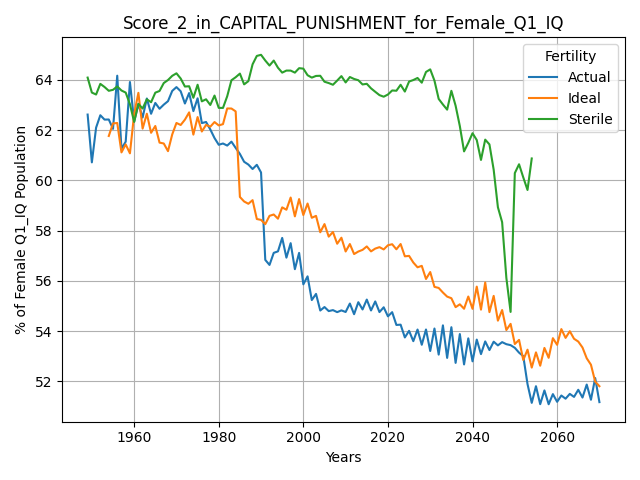 Score_2_in_CAPITAL_PUNISHMENT_for_Female_Q1_IQ
% of Female Q1_IQ Population
64
62
60
58
56
54
52
Fertility
Actual
Ideal
Sterile
1960
1980
2000
2020
2040
2060
Years